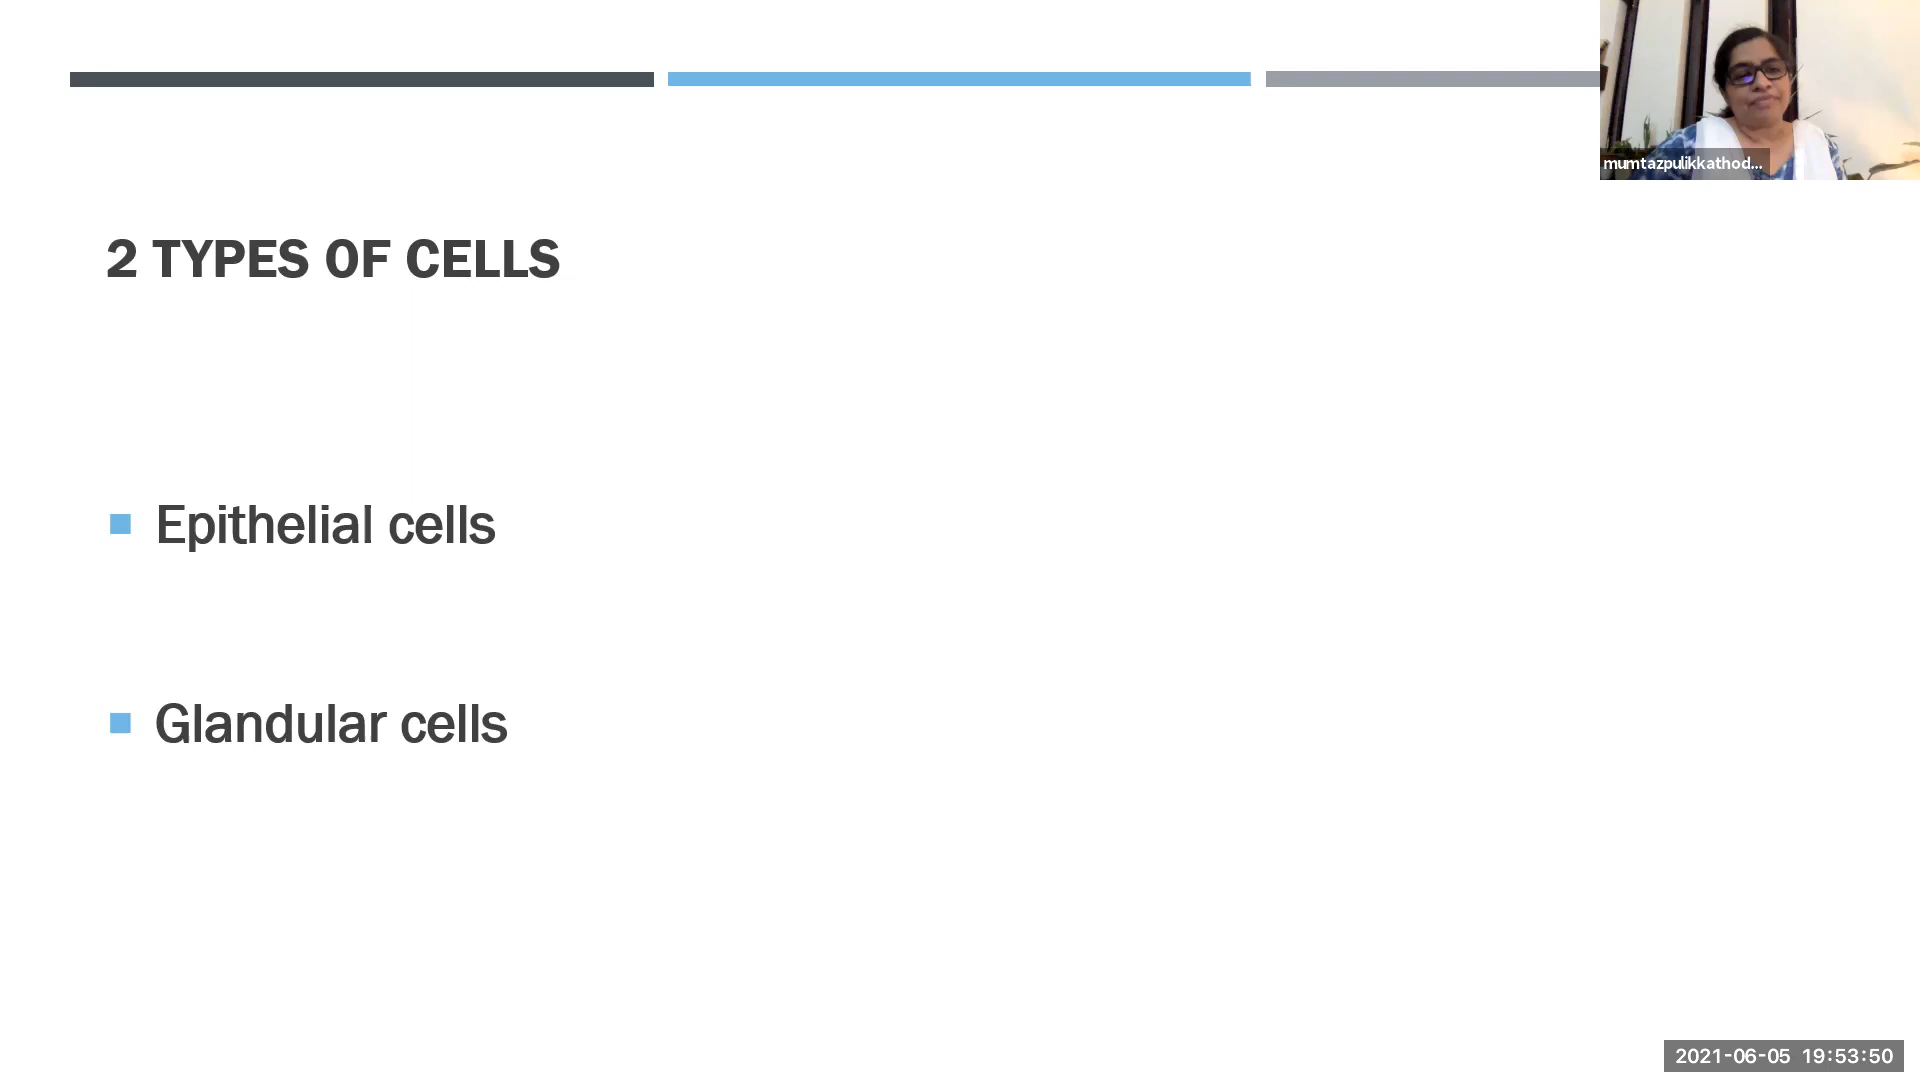 mumtazpulikkathod...
2 TYPES OF CELLS
Epithelial cells
Glandular cells
2021-06-05 19:53:50